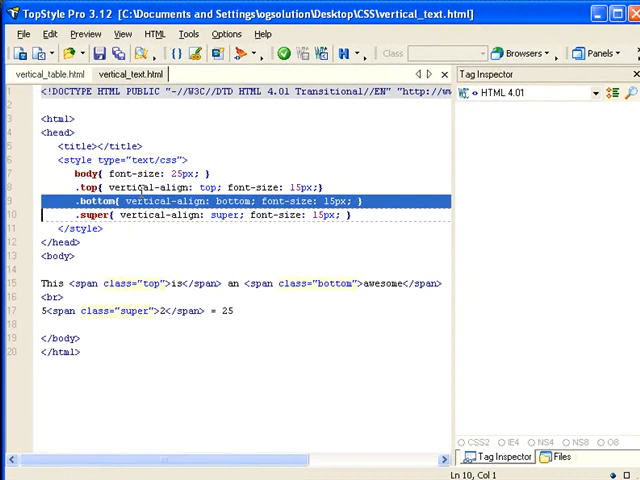 TopStyle Pro 3.12 [C:\Documents and Settings\ogsolution\Desktop\CSS\vertical_text.html]
File Edit Preview View HTML Tools Options Help
Class Browsers Panels
vertical_table.html vertical_text.html
Tag Inspector
HTML 4.01
1 <!DOCTYPE HTML PUBLIC "-//W3C//DTD HTML 4.01 Transitional//EN" "http://ww
2
3 <html>
4 <head>
5 <title></title>
6 <style type="text/css">
7 body{ font-size: 25px; }
8 .top{ vertical-align: top; font-size: 15px;}
9 .bottom{ vertical-align: bottom; font-size: 15px; }
10 .super{ vertical-align: super; font-size: 15px; }
11 </style>
12 </head>
13 <body>
14
15 This <span class="top">is</span> an <span class="bottom">awesome</span>
16 <br>
17 5<span class="super">2</span> = 25
18
19 </body>
20 </html>
CSS2 IE4 NS4 NS8 O8
Tag Inspector Files
Ln 10, Col 1